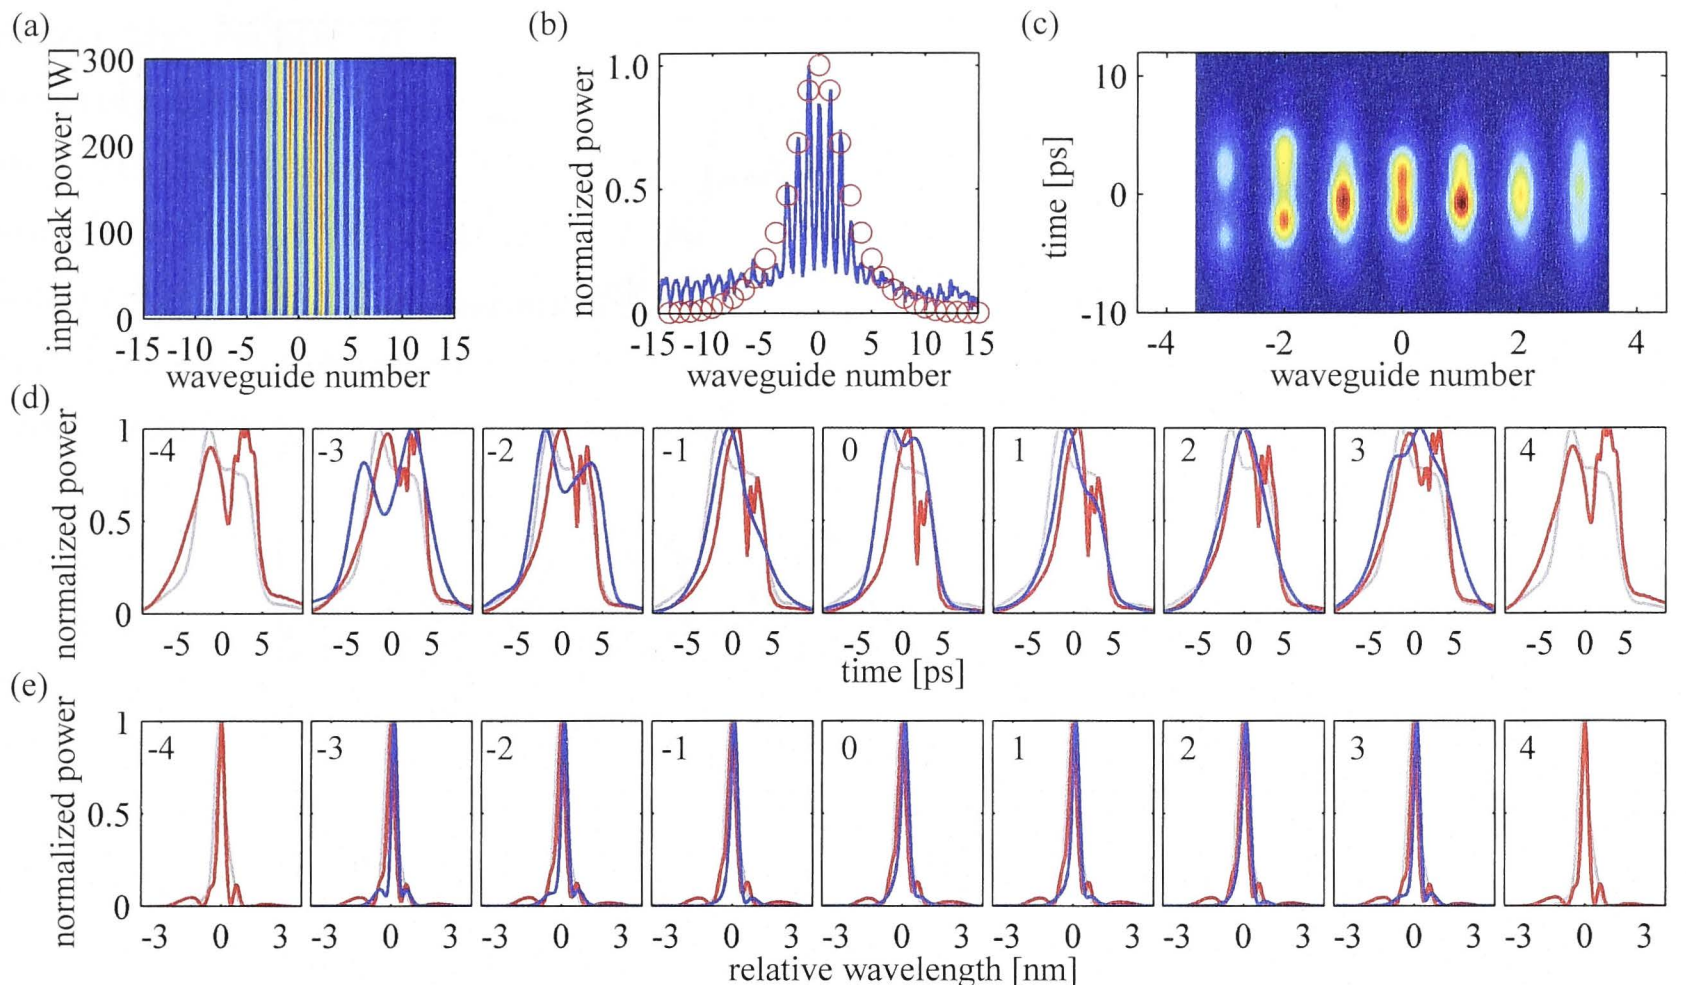 (a)
input peak power [W]
300
200
100
0
-15 -10 -5 0 5 10 15
waveguide number
(b)
normalized power
1.0
0.5
0
-15 -10 -5 0 5 10 15
waveguide number
(c)
time [ps]
10
0
-10
-4 -2 0 2 4
waveguide number
(d)
normalized power
1
0.5
0
-4 -3 -2 -1 0 1 2 3 4
-5 0 5 -5 0 5 -5 0 5 -5 0 5 -5 0 5 -5 0 5 -5 0 5 -5 0 5 -5 0 5
time [ps]
(e)
normalized power
1
0.5
0
-4 -3 -2 -1 0 1 2 3 4
-3 0 3 -3 0 3 -3 0 3 -3 0 3 -3 0 3 -3 0 3 -3 0 3 -3 0 3 -3 0 3
relative wavelength [nm]